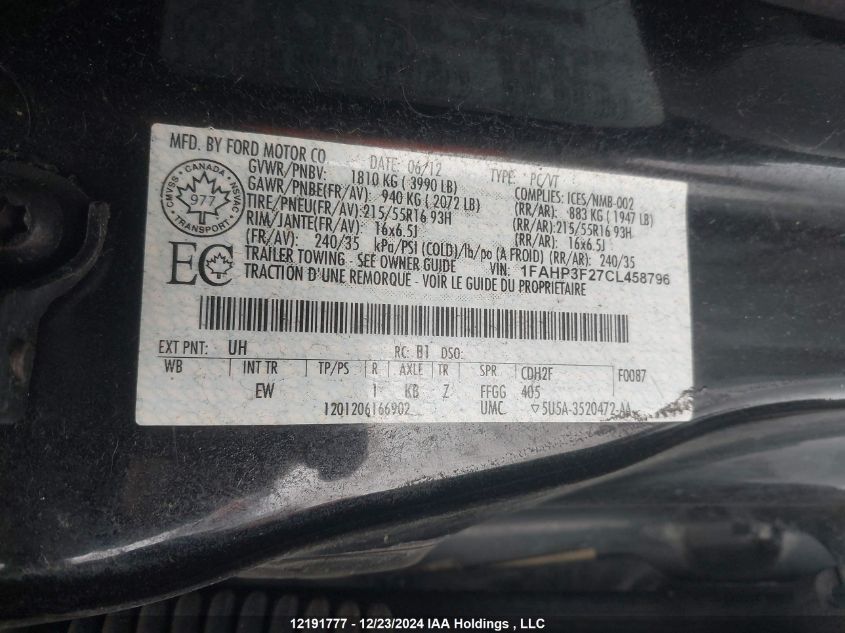 MFD. BY FORD MOTOR CO
DATE: 06/12 TYPE: PC/VT
GVWR/PNBV: 1810 KG ( 3990 LB) COMPLIES: ICES/NMB-002
GAWR/PNBE(FR/AV): 940 KG ( 2072 LB) (RR/AR): 883 KG ( 1947 LB)
TIRE/PNEU(FR/AV):215/55R16 93H (RR/AR):215/55R16 93H
RIM/JANTE(FR/AV): 16x6.5J (RR/AR): 16x6.5J
(FR/AV): 240/35 kPa/PSI (COLD)/lb/po (A FROID) (RR/AR): 240/35
TRAILER TOWING - SEE OWNER GUIDE VIN: 1FAHP3F27CL458796
TRACTION D'UNE REMORQUE - VOIR LE GUIDE DU PROPRIETAIRE
CANADA
CMVSS NSVAC
977
TRANSPORT
EC
EXT PNT: UH RC: B1 DSO:
WB INT TR TP/PS R AXLE TR SPR CDH2F F0087
EW 1 KB Z FFGG 405
1201206166902 UMC ▽5U5A-3520472-AA
12191777 - 12/23/2024 IAA Holdings , LLC